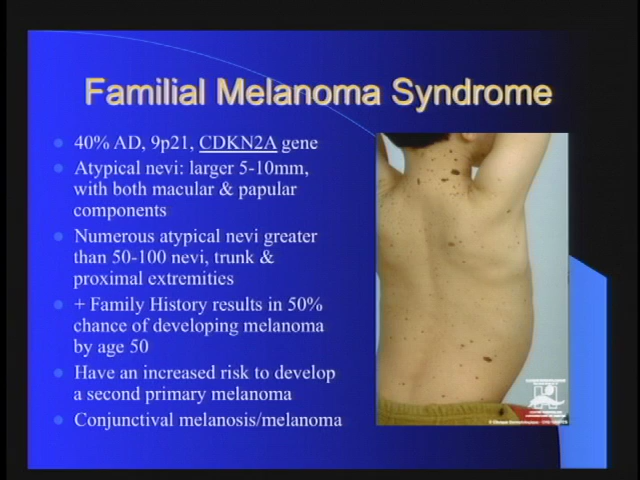 Familial Melanoma Syndrome
40% AD, 9p21, CDKN2A gene
Atypical nevi: larger 5-10mm,
with both macular & papular
components
Numerous atypical nevi greater
than 50-100 nevi, trunk &
proximal extremities
+ Family History results in 50%
chance of developing melanoma
by age 50
Have an increased risk to develop
a second primary melanoma
Conjunctival melanosis/melanoma